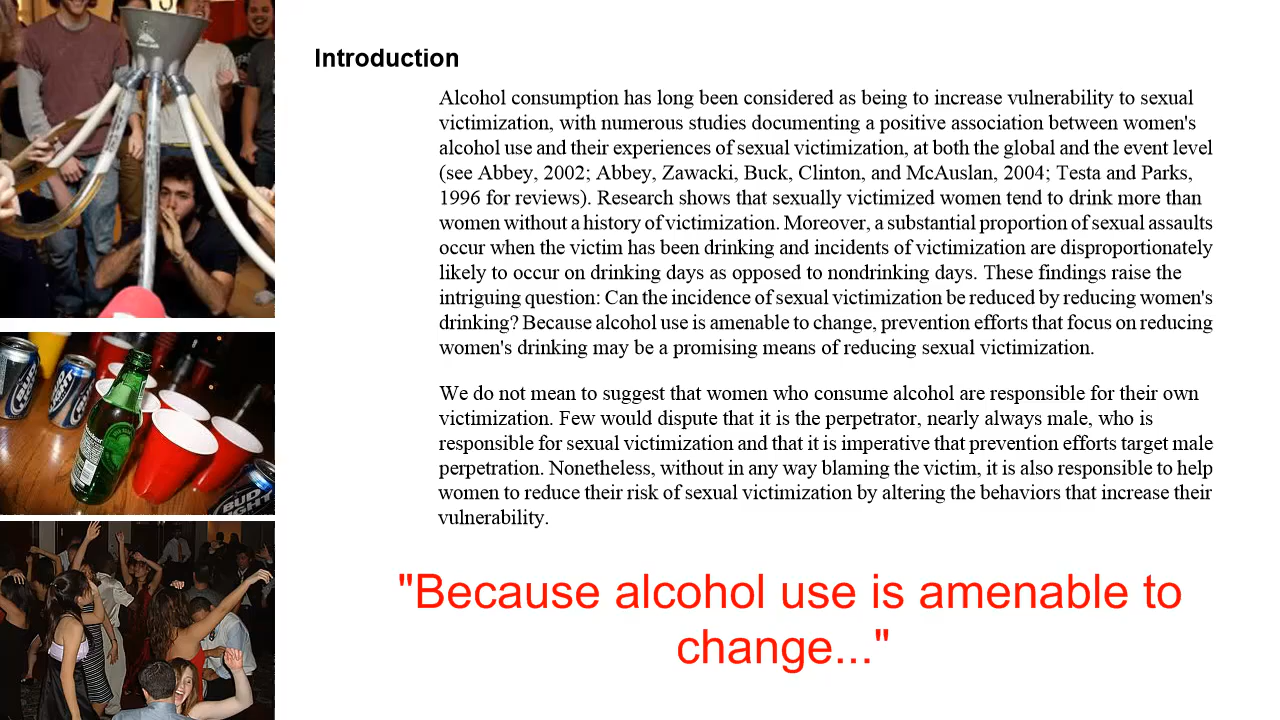 Introduction
Alcohol consumption has long been considered as being to increase vulnerability to sexual
victimization, with numerous studies documenting a positive association between women's
alcohol use and their experiences of sexual victimization, at both the global and the event level
(see Abbey, 2002; Abbey, Zawacki, Buck, Clinton, and McAuslan, 2004; Testa and Parks,
1996 for reviews). Research shows that sexually victimized women tend to drink more than
women without a history of victimization. Moreover, a substantial proportion of sexual assaults
occur when the victim has been drinking and incidents of victimization are disproportionately
likely to occur on drinking days as opposed to nondrinking days. These findings raise the
intriguing question: Can the incidence of sexual victimization be reduced by reducing women's
drinking? Because alcohol use is amenable to change, prevention efforts that focus on reducing
women's drinking may be a promising means of reducing sexual victimization.
We do not mean to suggest that women who consume alcohol are responsible for their own
victimization. Few would dispute that it is the perpetrator, nearly always male, who is
responsible for sexual victimization and that it is imperative that prevention efforts target male
perpetration. Nonetheless, without in any way blaming the victim, it is also responsible to help
women to reduce their risk of sexual victimization by altering the behaviors that increase their
vulnerability.
"Because alcohol use is amenable to
change..."
BUD
LIGHT